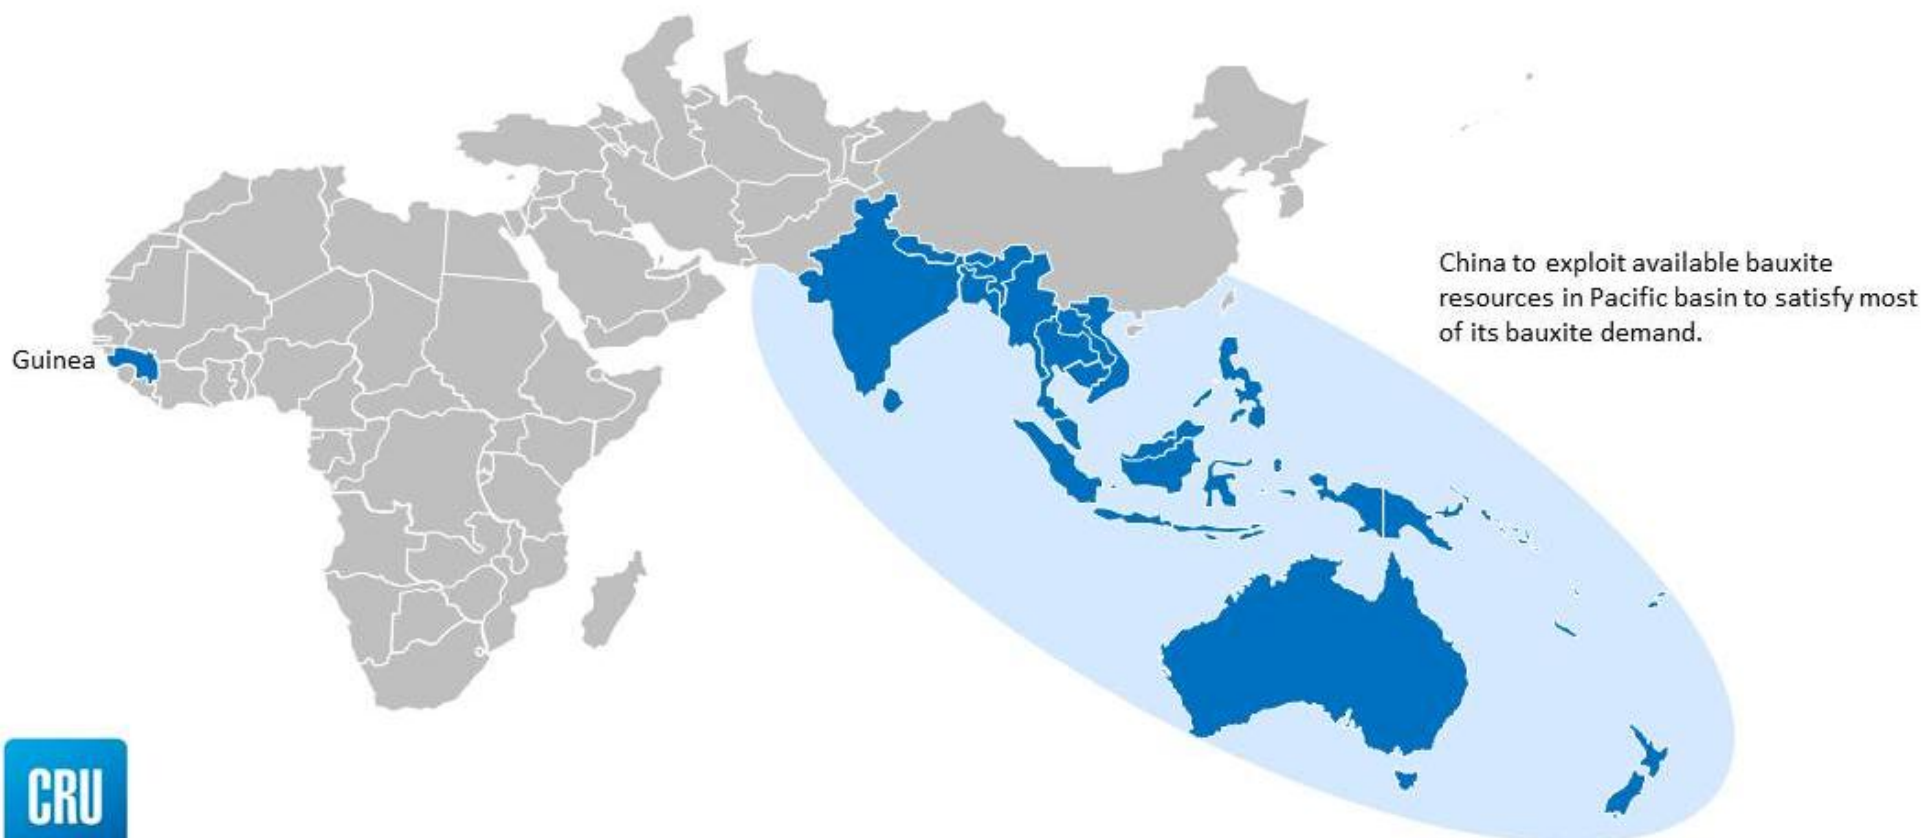 China to exploit available bauxite
resources in Pacific basin to satisfy most
of its bauxite demand.
Guinea
CRU